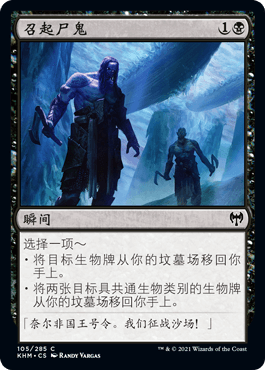 召起尸鬼 1
瞬间
选择一项～
•将目标生物牌从你的坟墓场移回你
手上。
•将两张目标具共通生物类别的生物牌
从你的坟墓场移回你手上。
「奈尔非国王号令。我们征战沙场！」
105/285 C
KHM • CS RANDY VARGAS
™ & © 2021 Wizards of the Coast